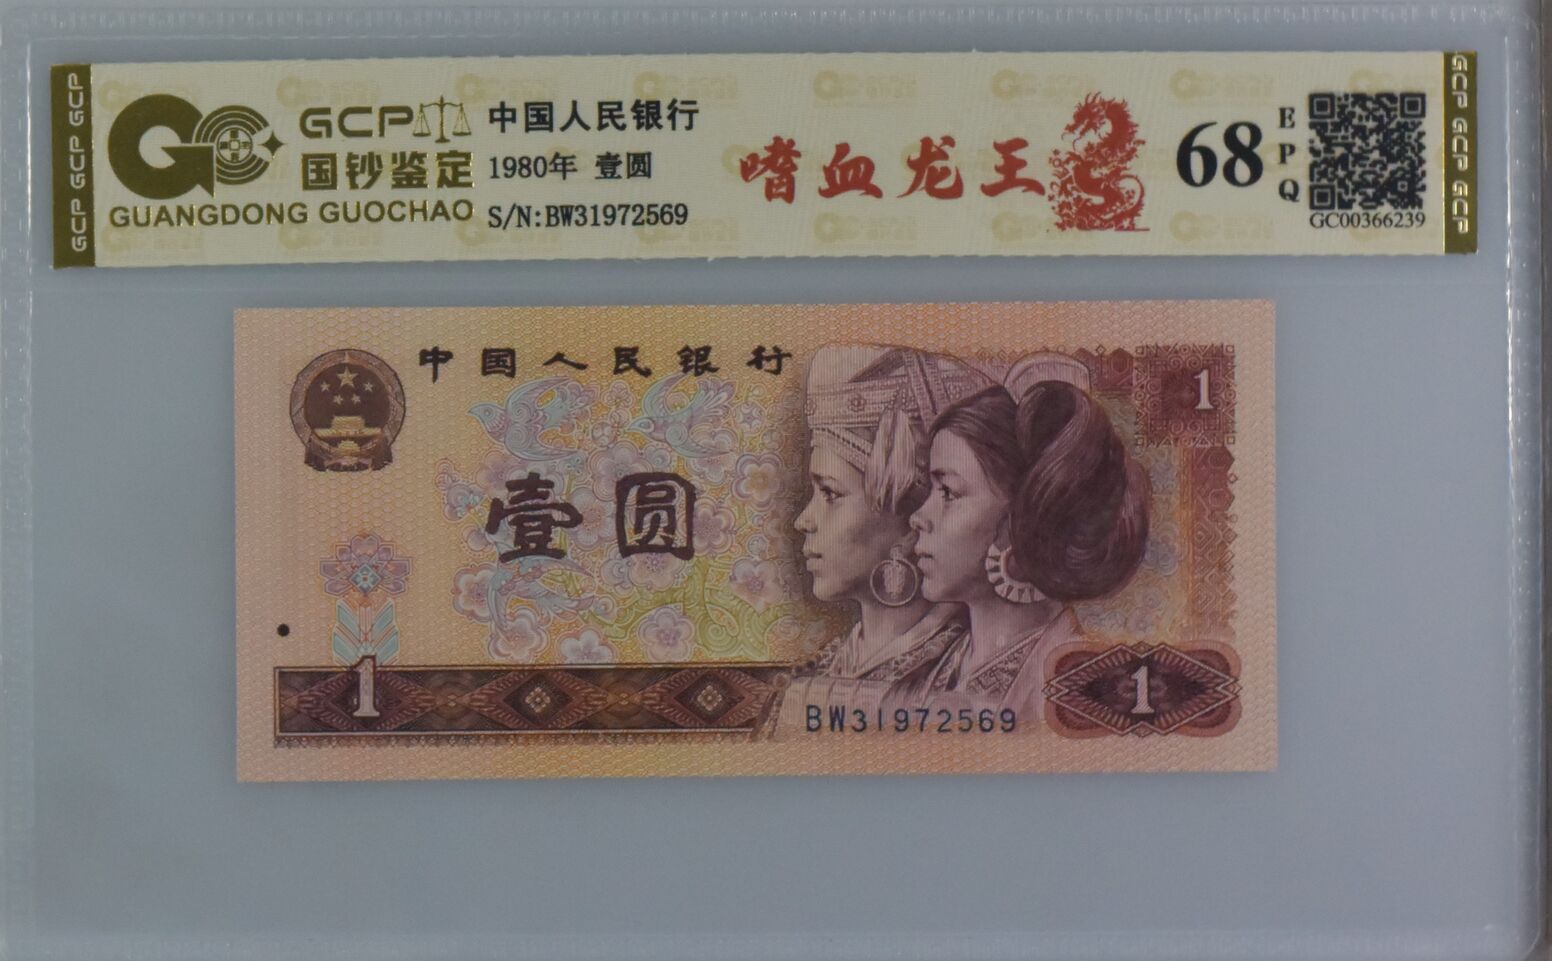 GCP GCP GCP
GCP
国钞鉴定
GUANGDONG GUOCHAO
中国人民银行
1980年 壹圆
S/N:BW31972569
嗜血龙王
68
EPQ
GC00366239
GCP GCP GCP
中国人民银行
1
壹圆
1
BW31972569
1